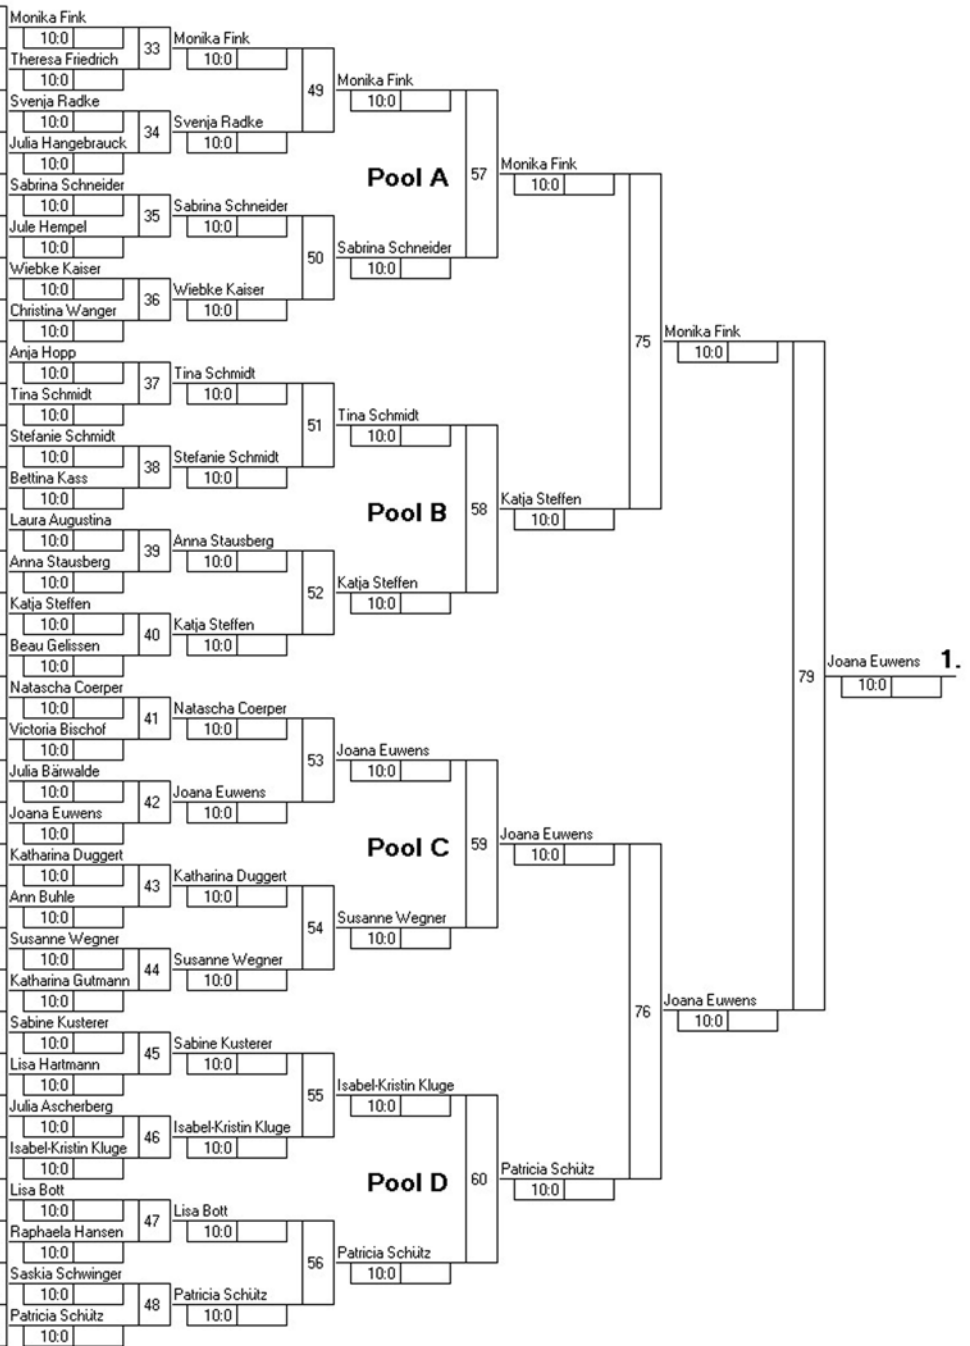 Monika Fink
10:0
33
Monika Fink
Theresa Friedrich
10:0
10:0
49
Monika Fink
Svenja Radke
10:0
10:0
34
Svenja Radke
Julia Hangebrauck
10:0
10:0
Pool A
57
Monika Fink
Sabrina Schneider
10:0
10:0
35
Sabrina Schneider
Jule Hempel
10:0
10:0
50
Sabrina Schneider
Wiebke Kaiser
10:0
10:0
36
Wiebke Kaiser
Christina Wanger
10:0
10:0
75
Monika Fink
10:0
Anja Hopp
10:0
37
Tina Schmidt
Tina Schmidt
10:0
10:0
51
Tina Schmidt
Stefanie Schmidt
10:0
10:0
38
Stefanie Schmidt
Bettina Kass
10:0
10:0
Pool B
58
Katja Steffen
Laura Augustina
10:0
10:0
39
Anna Stausberg
Anna Stausberg
10:0
10:0
52
Katja Steffen
Katja Steffen
10:0
10:0
40
Katja Steffen
Beau Gelissen
10:0
10:0
79
Joana Euwens
1.
10:0
Natascha Coerper
10:0
41
Natascha Coerper
Victoria Bischof
10:0
10:0
53
Joana Euwens
Julia Bärwalde
10:0
10:0
42
Joana Euwens
Joana Euwens
10:0
10:0
Pool C
59
Joana Euwens
Katharina Duggert
10:0
10:0
43
Katharina Duggert
Ann Buhle
10:0
10:0
54
Susanne Wegner
Susanne Wegner
10:0
10:0
44
Susanne Wegner
Katharina Gutmann
10:0
10:0
76
Joana Euwens
10:0
Sabine Kusterer
10:0
45
Sabine Kusterer
Lisa Hartmann
10:0
10:0
55
Isabel-Kristin Kluge
Julia Ascherberg
10:0
10:0
46
Isabel-Kristin Kluge
Isabel-Kristin Kluge
10:0
10:0
Pool D
60
Patricia Schütz
Lisa Bott
10:0
10:0
47
Lisa Bott
Raphaela Hansen
10:0
10:0
56
Patricia Schütz
Saskia Schwinger
10:0
10:0
48
Patricia Schütz
Patricia Schütz
10:0
10:0